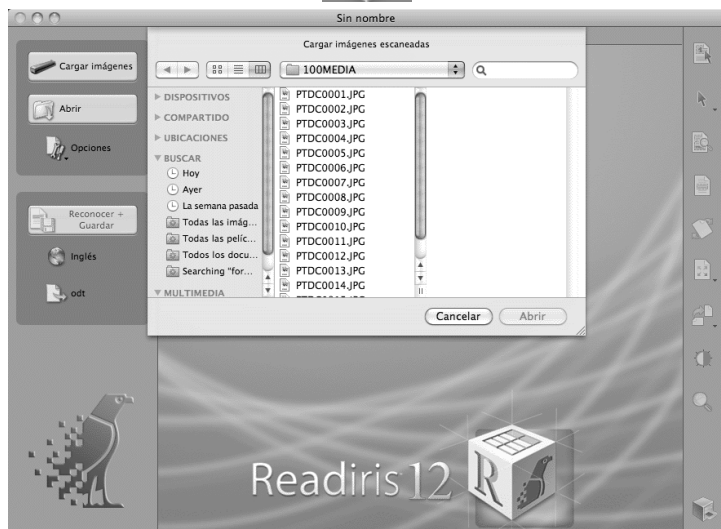 Sin nombre
Cargar imágenes
Abrir
Opciones
Reconocer +
Guardar
Inglés
odt
Cargar imágenes escaneadas
100MEDIA
DISPOSITIVOS
COMPARTIDO
UBICACIONES
BUSCAR
Hoy
Ayer
La semana pasada
Todas las imág...
Todas las pelíc...
Todos los docu...
Searching "for...
MULTIMEDIA
PTDC0001.JPG
PTDC0002.JPG
PTDC0003.JPG
PTDC0004.JPG
PTDC0005.JPG
PTDC0006.JPG
PTDC0007.JPG
PTDC0008.JPG
PTDC0009.JPG
PTDC0010.JPG
PTDC0011.JPG
PTDC0012.JPG
PTDC0013.JPG
PTDC0014.JPG
Cancelar
Abrir
Readiris 12
R